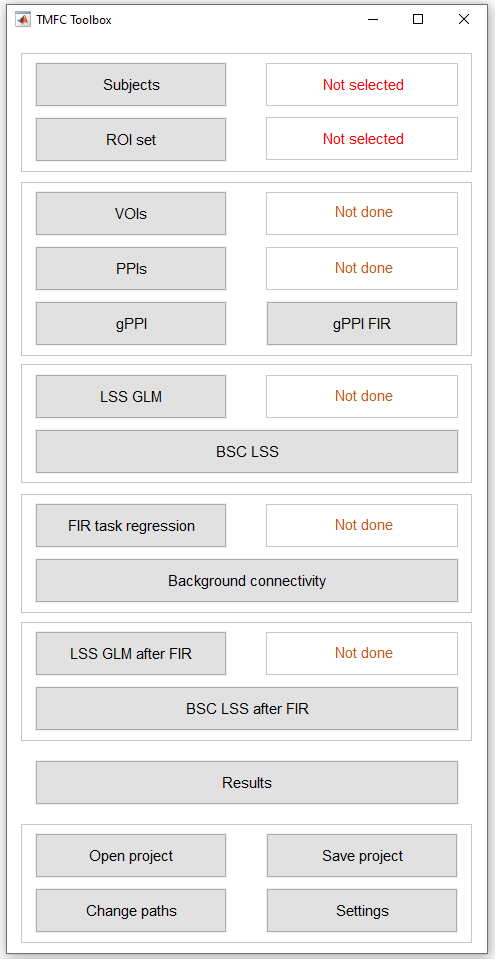 TMFC Toolbox
Subjects
Not selected
ROI set
Not selected
VOIs
Not done
PPIs
Not done
gPPI
gPPI FIR
LSS GLM
Not done
BSC LSS
FIR task regression
Not done
Background connectivity
LSS GLM after FIR
Not done
BSC LSS after FIR
Results
Open project
Save project
Change paths
Settings